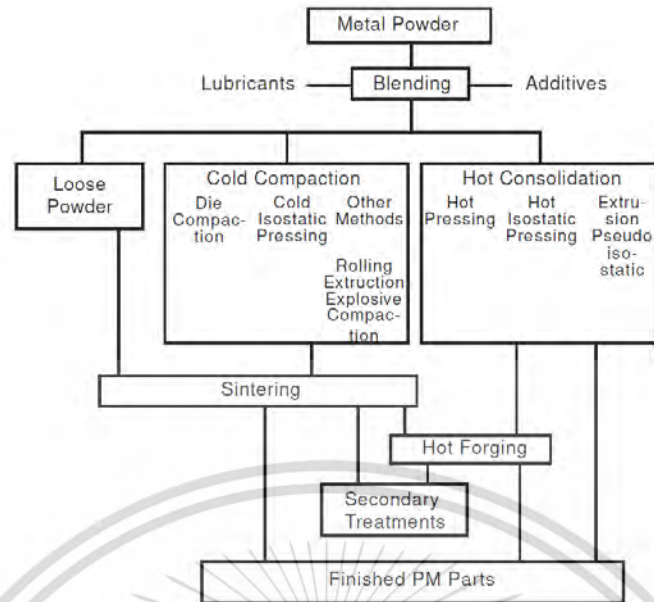 Metal Powder
Lubricants
Blending
Additives
Loose
Powder
Cold Compaction
Die
Compac-
tion
Cold
Isostatic
Pressing
Other
Methods
Rolling
Extruction
Explosive
Compac-
tion
Hot Consolidation
Hot
Pressing
Hot
Isostatic
Pressing
Extru-
sion
Pseudo
iso-
static
Sintering
Hot Forging
Secondary
Treatments
Finished PM Parts